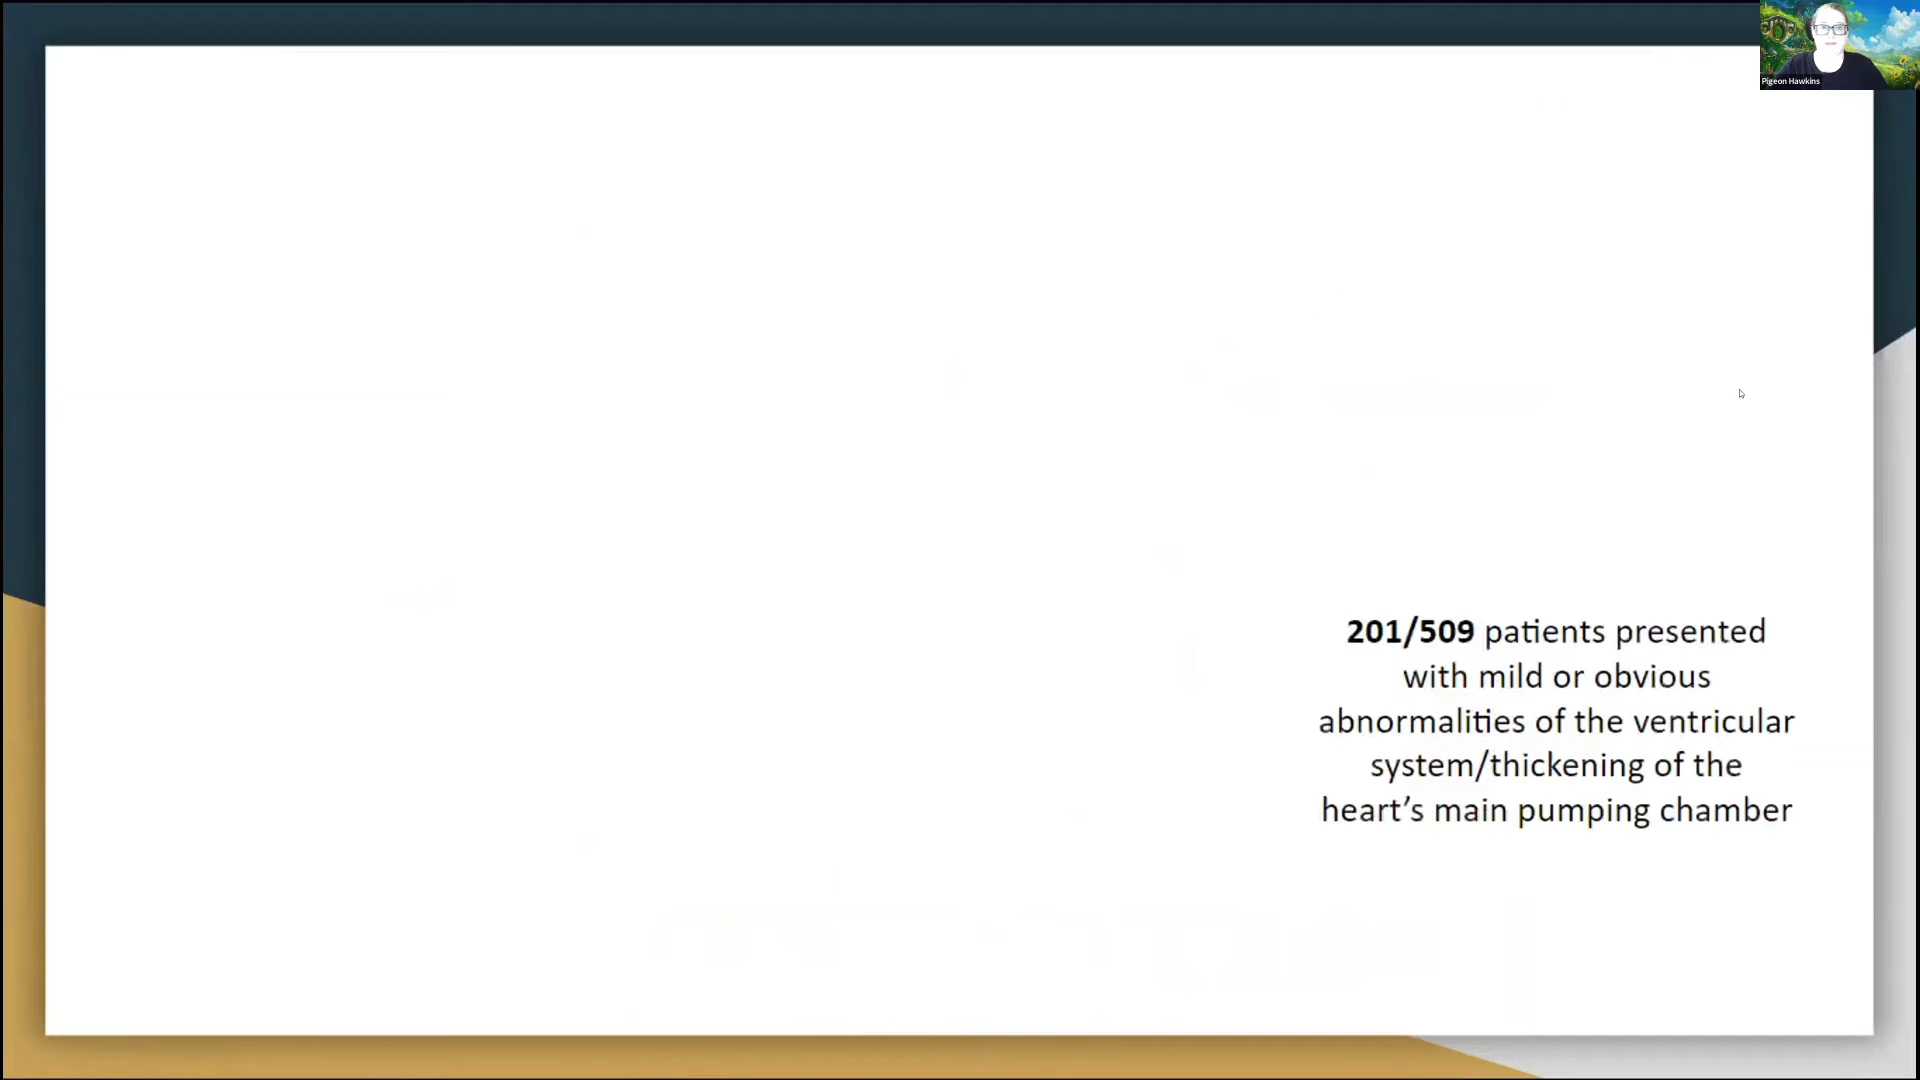 Pigeon Hawkins
201/509 patients presented
with mild or obvious
abnormalities of the ventricular
system/thickening of the
heart’s main pumping chamber